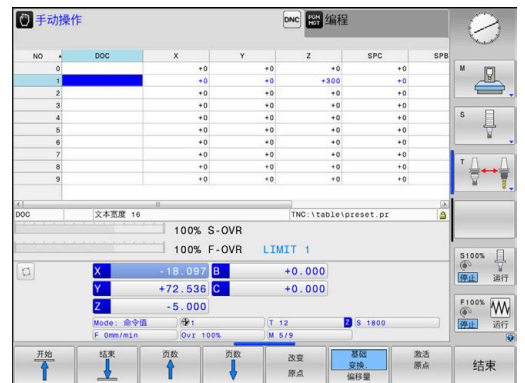 手动操作
DNC PGM MGT 编程
NO DOC X Y Z SPC SPB
0 +0 +0 +0 +0
1 +0 +0 +300 +0
2 +0 +0 +0 +0
3 +0 +0 +0 +0
4 +0 +0 +0 +0
5 +0 +0 +0 +0
6 +0 +0 +0 +0
7 +0 +0 +0 +0
8 +0 +0 +0 +0
9 +0 +0 +0 +0
DOC 文本宽度 16 TNC:\table\preset.pr
100% S-OVR
100% F-OVR LIMIT 1
X -18.097 B +0.000
Y +72.536 C +0.000
Z -5.000
Mode: 命令值 1 T 12 Z S 1800
F 0mm/min Ovr 100% M 5/9
M
S
T
S100%
停止 运行
F100%
停止 运行
开始
结束
页数
页数
改变
原点
基础
变换.
偏移量
激活
原点
结束